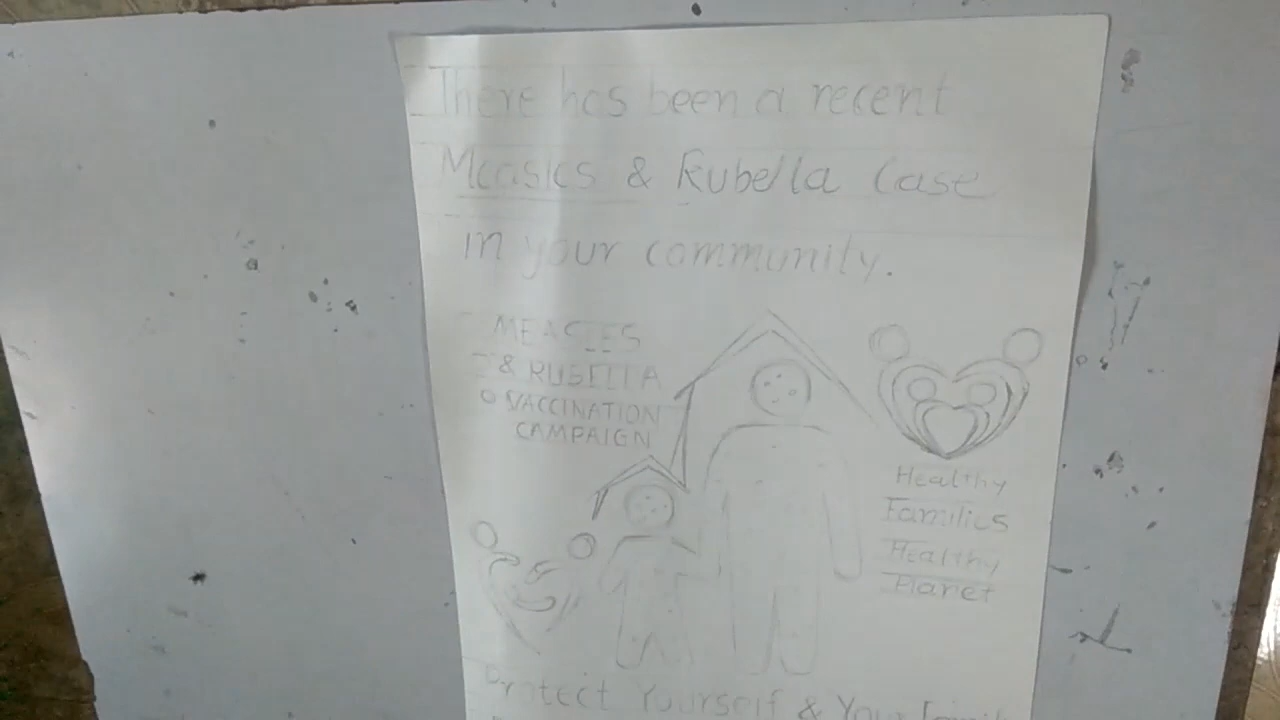 There has been a recent
Measles & Rubella Case
in your community.
MEASLES
& RUBELLA
VACCINATION
CAMPAIGN
Healthy
Families
Healthy
Planet
Protect Yourself & Your Family